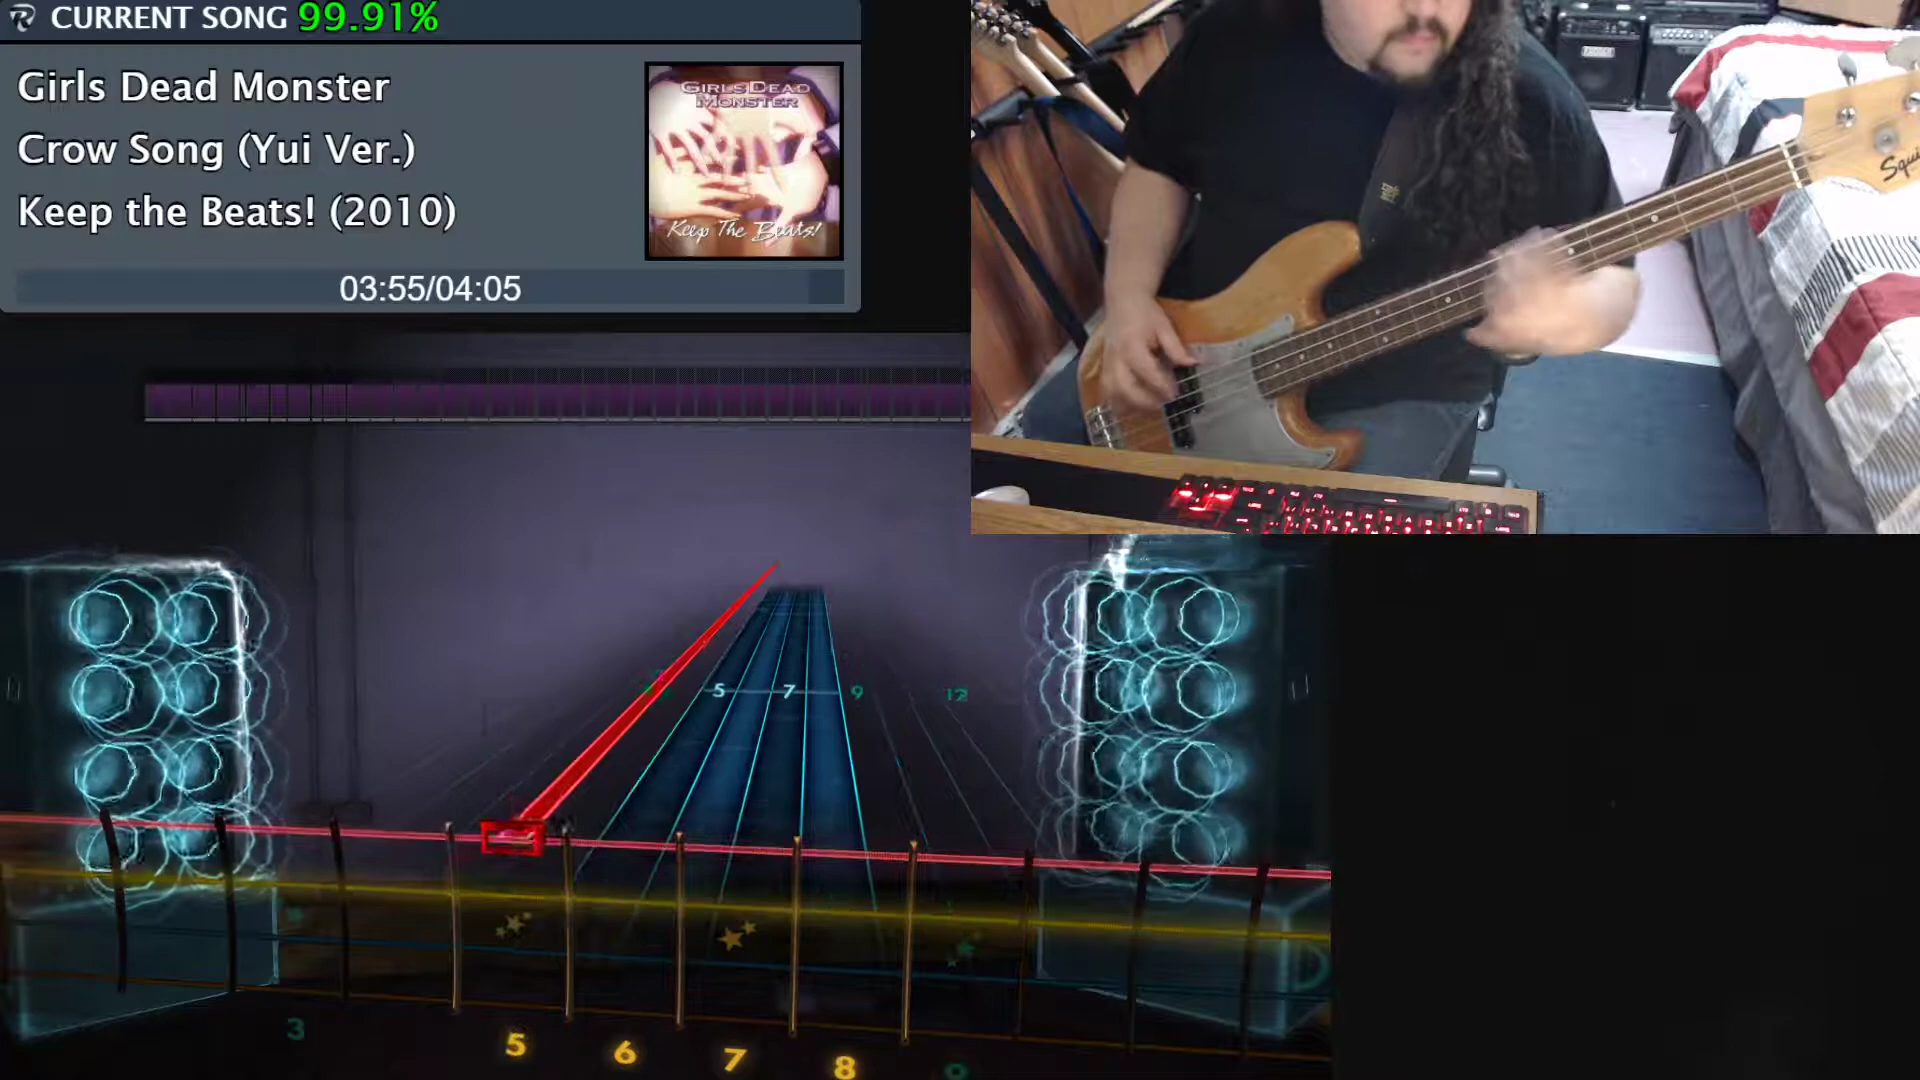 CURRENT SONG 99.91%
Girls Dead Monster
Crow Song (Yui Ver.)
Keep the Beats! (2010)
GIRLS DEAD
MONSTER
Keep The Beats!
03:55/04:05
5 7 9 12
3 5 6 7 8 9